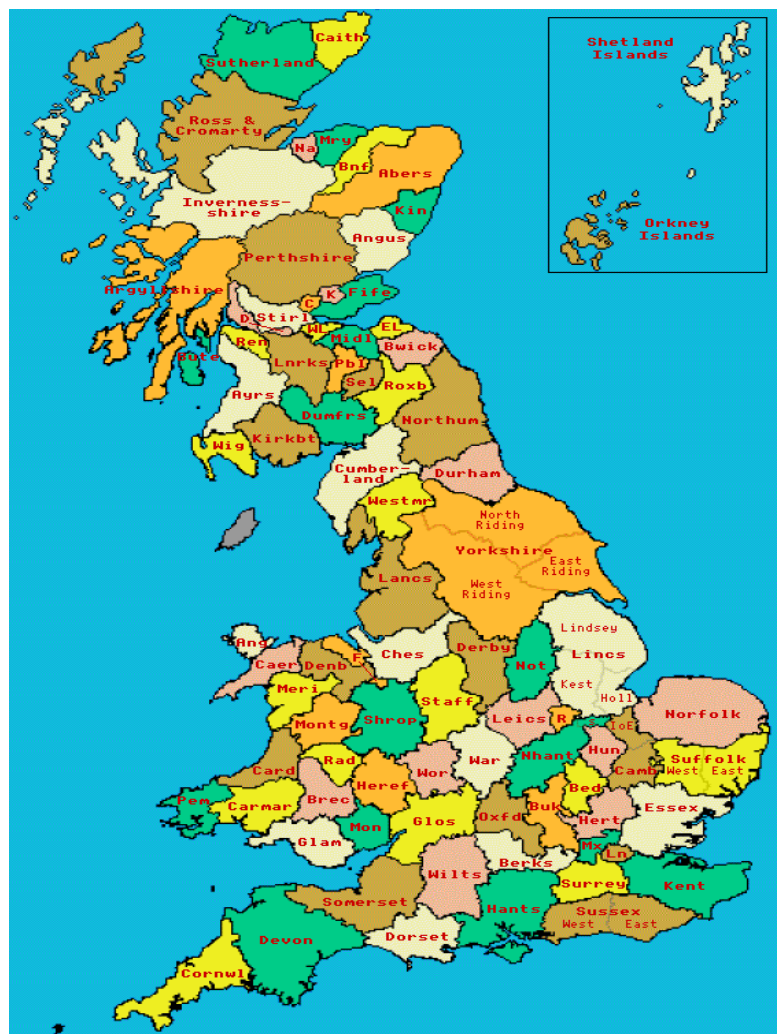 Caith
Sutherland
Shetland
Islands
Ross &
Cromarty
Na
Mry
Bnf
Abers
Inverness-
shire
Kin
Orkney
Islands
Angus
Perthshire
Argyllshire
K
Fife
C
D
Stirl
WL
Midl
EL
Ren
Bwick
Bute
Lnrks
Pbl
Sel
Roxb
Ayrs
Dumfrs
Northum
Kirkbt
Wig
Cumber-
land
Durham
Westmr
North
Riding
Yorkshire
East
Riding
West
Riding
Lancs
Lindsey
Ang
Ches
Derby
Lincs
Caer
Denb
F
Not
Kest
Meri
Holl
Staff
Shrop
Montg
Leics
R
S
IoE
Norfolk
Rad
War
Nhant
Hun
Suffolk
West
East
Card
Heref
Wor
Camb
Pem
Carmar
Brec
Bed
Buk
Essex
Mon
Glos
Oxfd
Hert
Glam
Mx
Ln
Berks
Wilts
Surrey
Kent
Somerset
Hants
Sussex
West
East
Devon
Dorset
Cornwl